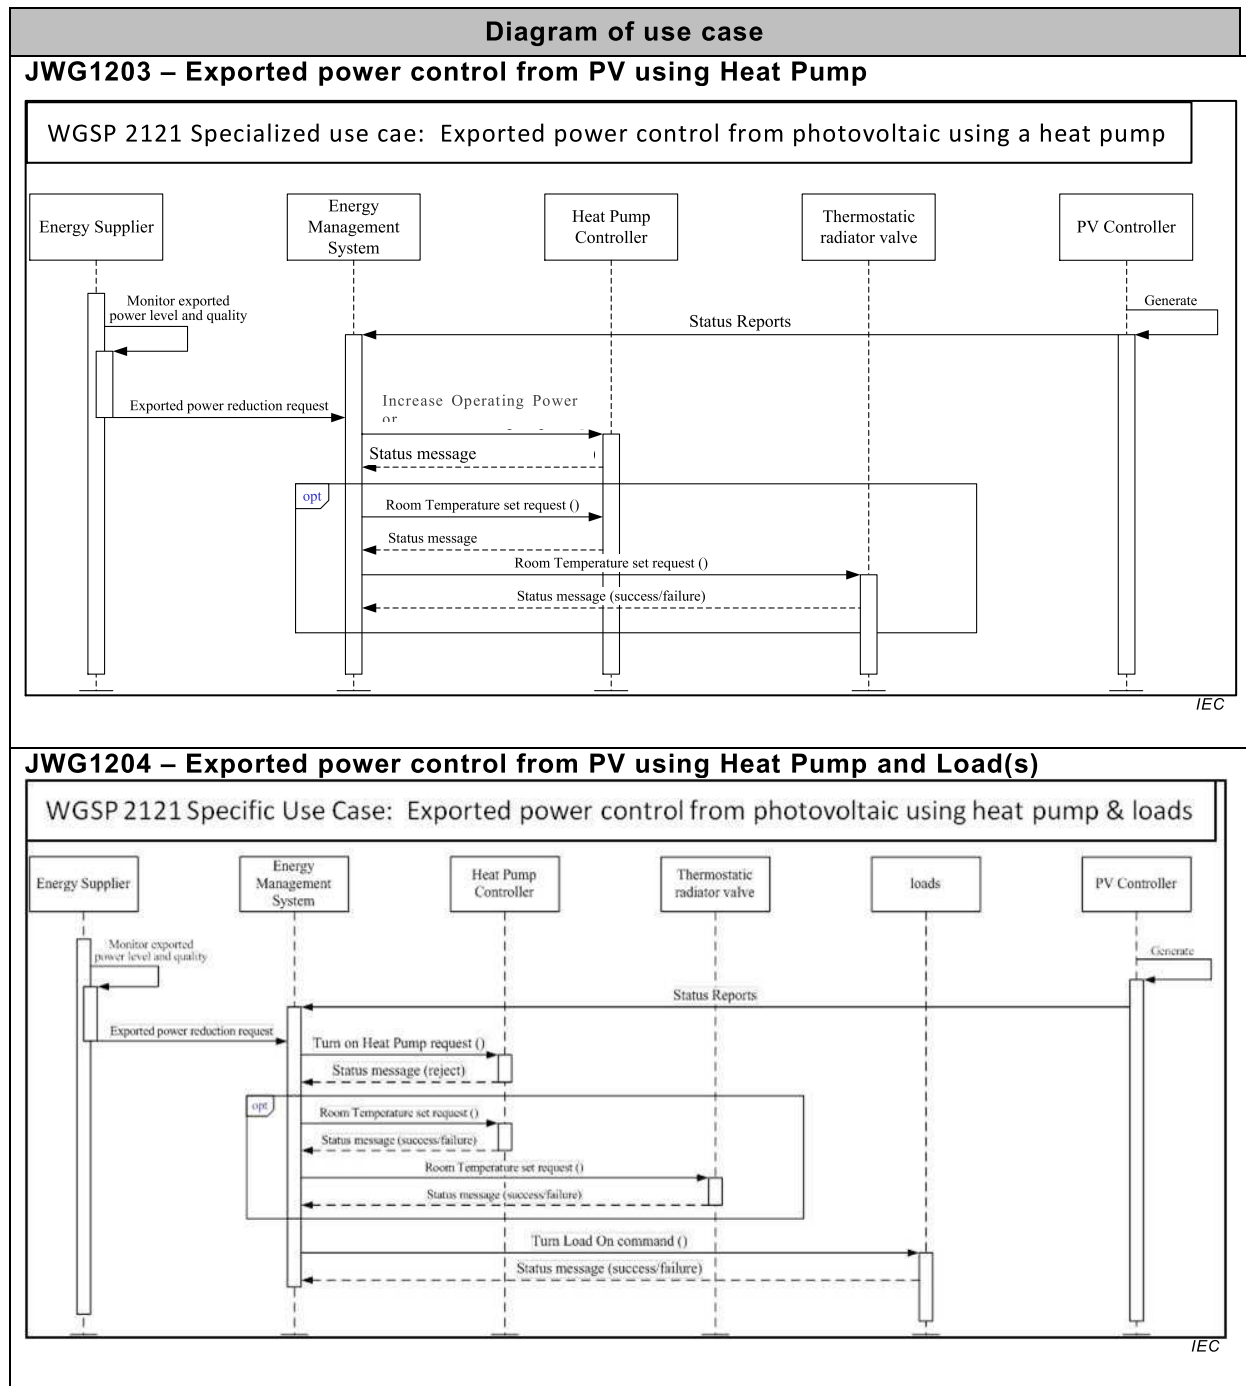 Diagram of use case
JWG1203 – Exported power control from PV using Heat Pump
WGSP 2121 Specialized use cae: Exported power control from photovoltaic using a heat pump
Energy Supplier
Energy
Management
System
Heat Pump
Controller
Thermostatic
radiator valve
PV Controller
Monitor exported
power level and quality
Generate
Status Reports
Exported power reduction request
Increase Operating Power
or
Status message
opt
Room Temperature set request ()
Status message
Room Temperature set request ()
Status message (success/failure)
IEC
JWG1204 – Exported power control from PV using Heat Pump and Load(s)
WGSP 2121 Specific Use Case: Exported power control from photovoltaic using heat pump & loads
Energy Supplier
Energy
Management
System
Heat Pump
Controller
Thermostatic
radiator valve
loads
PV Controller
Monitor exported
power level and quality
Generate
Status Reports
Exported power reduction request
Turn on Heat Pump request ()
Status message (reject)
opt
Room Temperature set request ()
Status message (success/failure)
Room Temperature set request ()
Status message (success/failure)
Turn Load On command ()
Status message (success/failure)
IEC